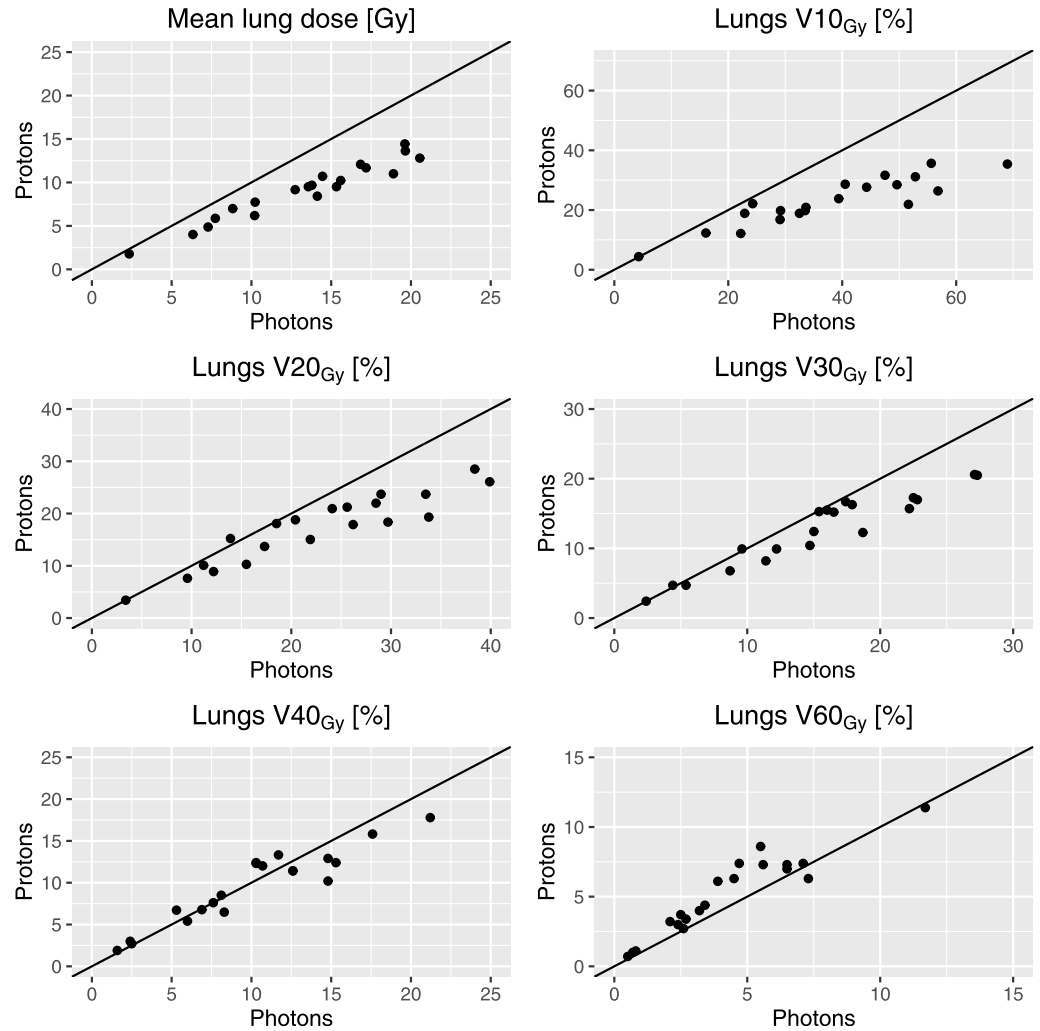 Mean lung dose [Gy]
25
20
15
10
5
0
Protons
0 5 10 15 20 25
Photons
Lungs V10Gy [%]
60
40
20
0
Protons
0 20 40 60
Photons
Lungs V20Gy [%]
40
30
20
10
0
Protons
0 10 20 30 40
Photons
Lungs V30Gy [%]
30
20
10
0
Protons
0 10 20 30
Photons
Lungs V40Gy [%]
25
20
15
10
5
0
Protons
0 5 10 15 20 25
Photons
Lungs V60Gy [%]
15
10
5
0
Protons
0 5 10 15
Photons